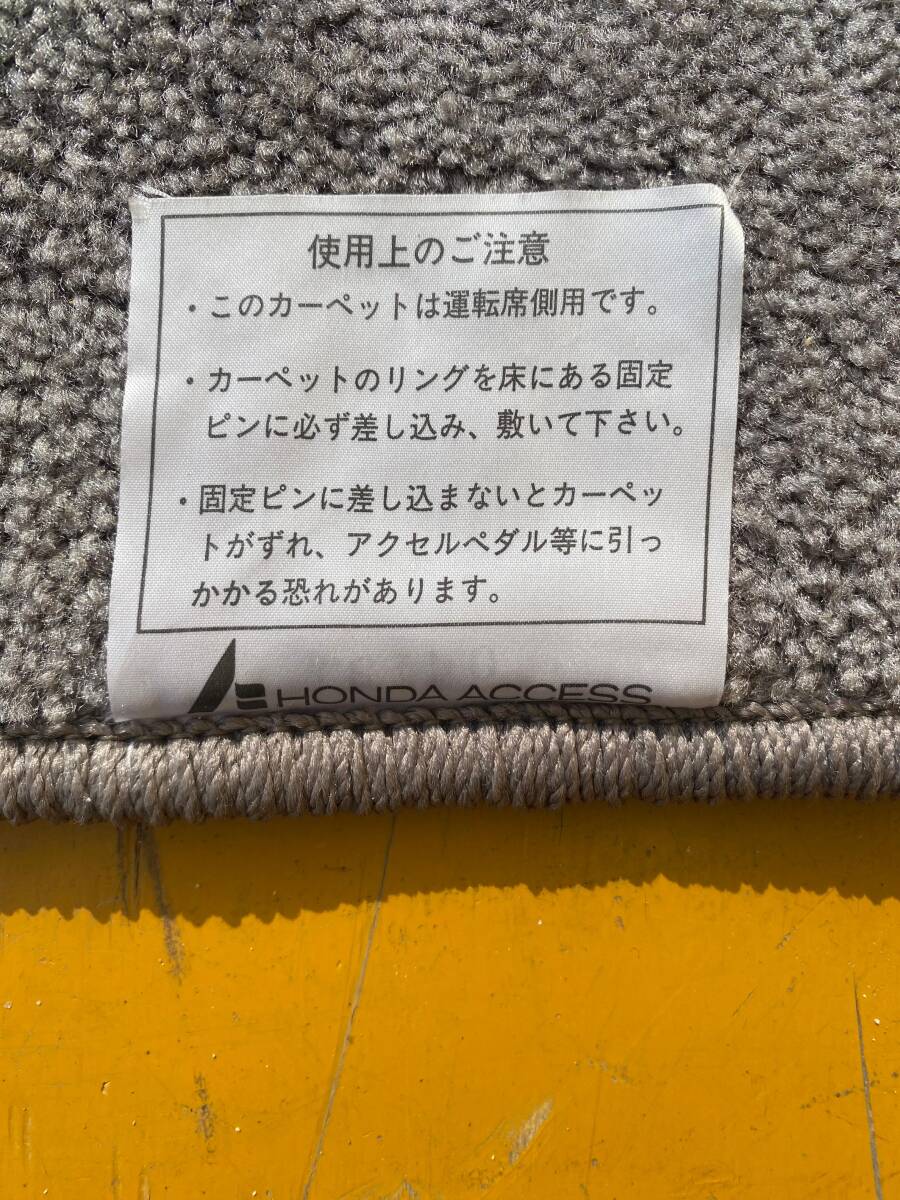 使用上のご注意
・このカーペットは運転席側用です。
・カーペットのリングを床にある固定
ピンに必ず差し込み、敷いて下さい。
・固定ピンに差し込まないとカーペッ
トがずれ、アクセルペダル等に引っ
かかる恐れがあります。
HONDA ACCESS